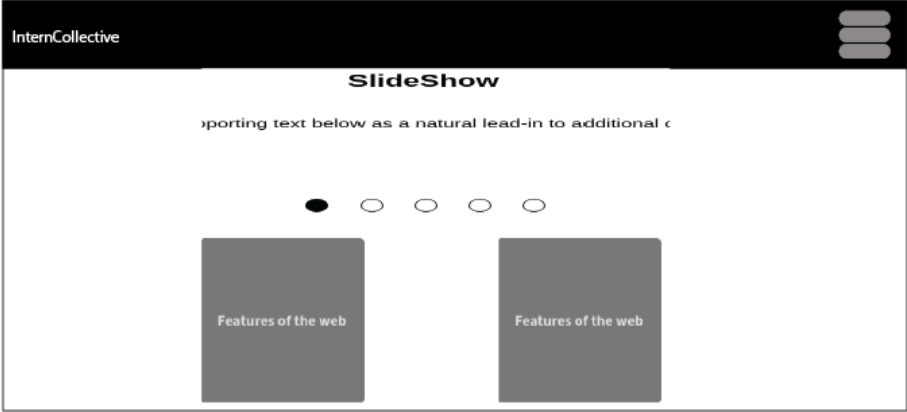 InternCollective
SlideShow
porting text below as a natural lead-in to additional
Features of the web
Features of the web